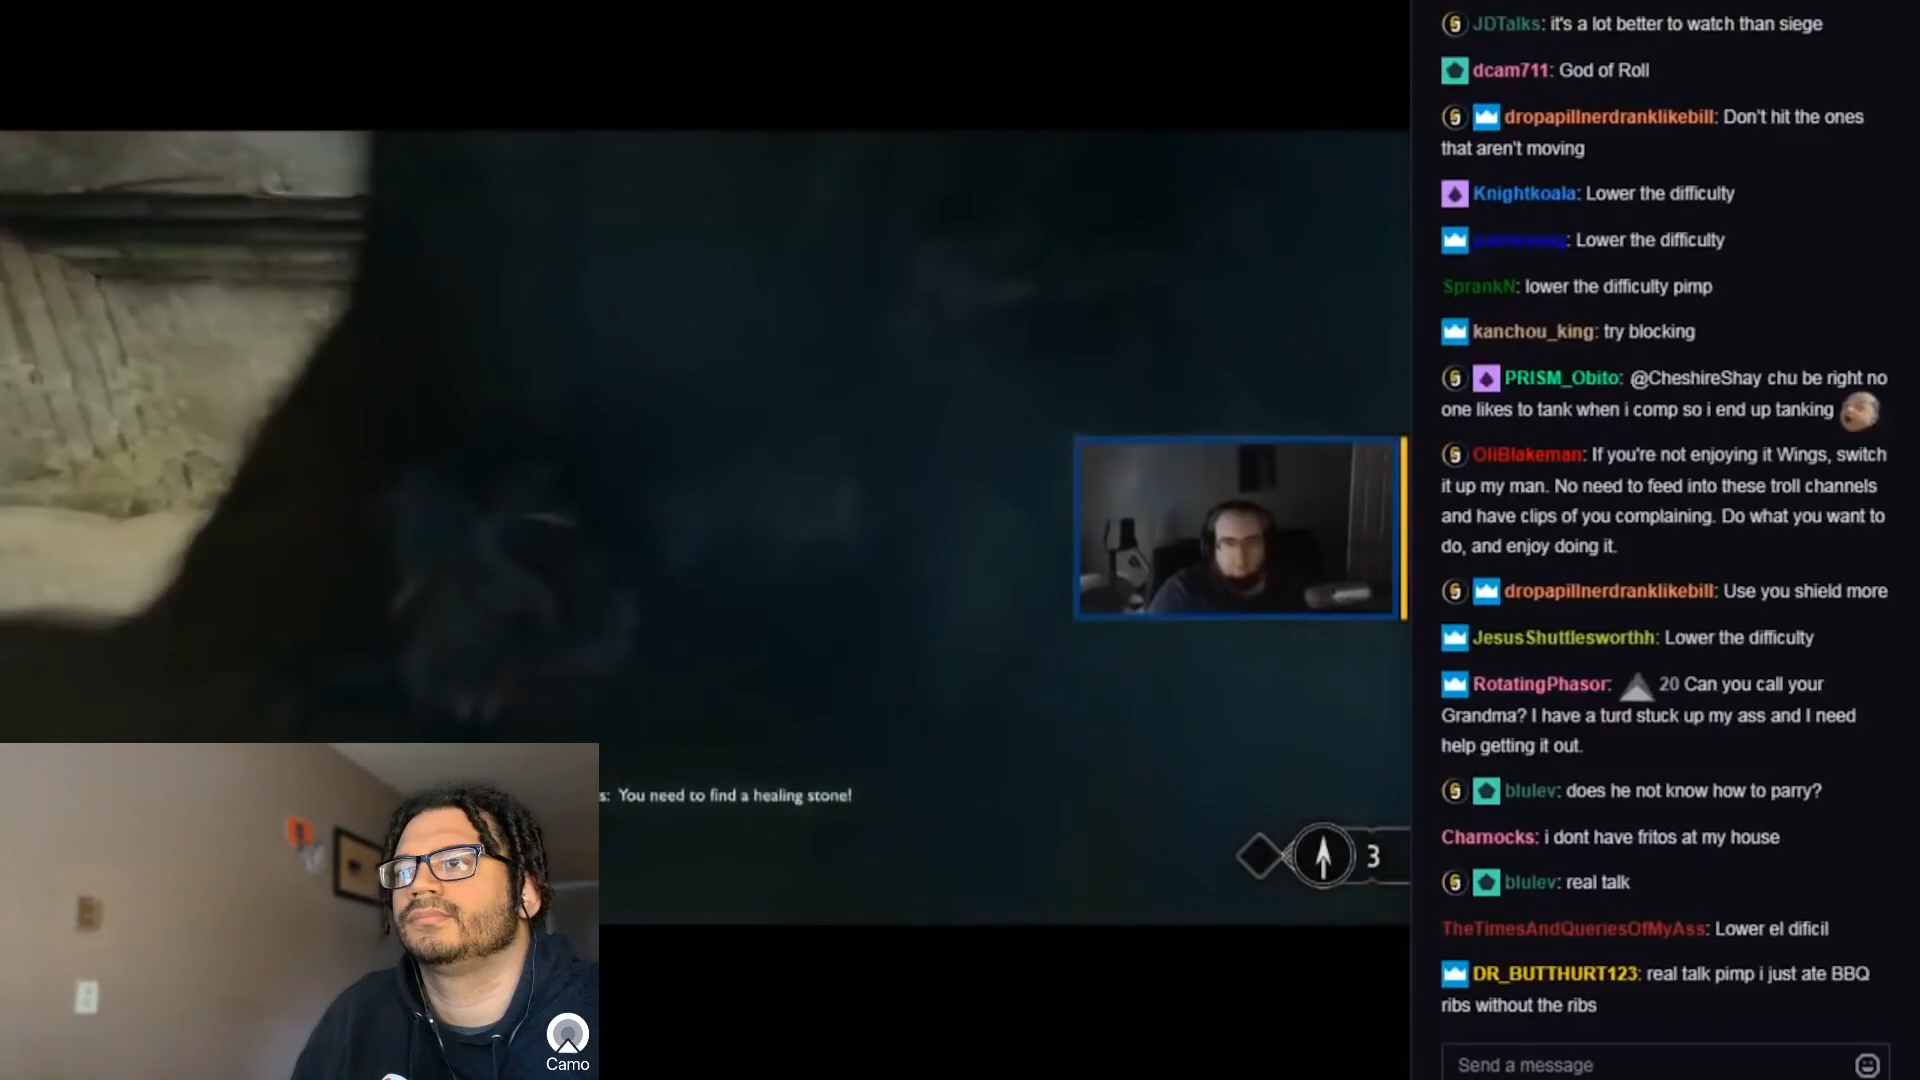 JDTalks: it's a lot better to watch than siege
dcam711: God of Roll
dropapillnerdranklikebill: Don't hit the ones
that aren't moving
Knightkoala: Lower the difficulty
: Lower the difficulty
SprankN: lower the difficulty pimp
kanchou_king: try blocking
PRISM_Obito: @CheshireShay chu be right no
one likes to tank when i comp so i end up tanking
OliBlakeman: If you're not enjoying it Wings, switch
it up my man. No need to feed into these troll channels
and have clips of you complaining. Do what you want to
do, and enjoy doing it.
dropapillnerdranklikebill: Use you shield more
JesusShuttlesworthh: Lower the difficulty
RotatingPhasor: 20 Can you call your
Grandma? I have a turd stuck up my ass and I need
help getting it out.
blulev: does he not know how to parry?
Charnocks: i dont have fritos at my house
blulev: real talk
TheTimesAndQueriesOfMyAss: Lower el dificil
DR_BUTTHURT123: real talk pimp i just ate BBQ
ribs without the ribs
Send a message
s: You need to find a healing stone!
3
Camo